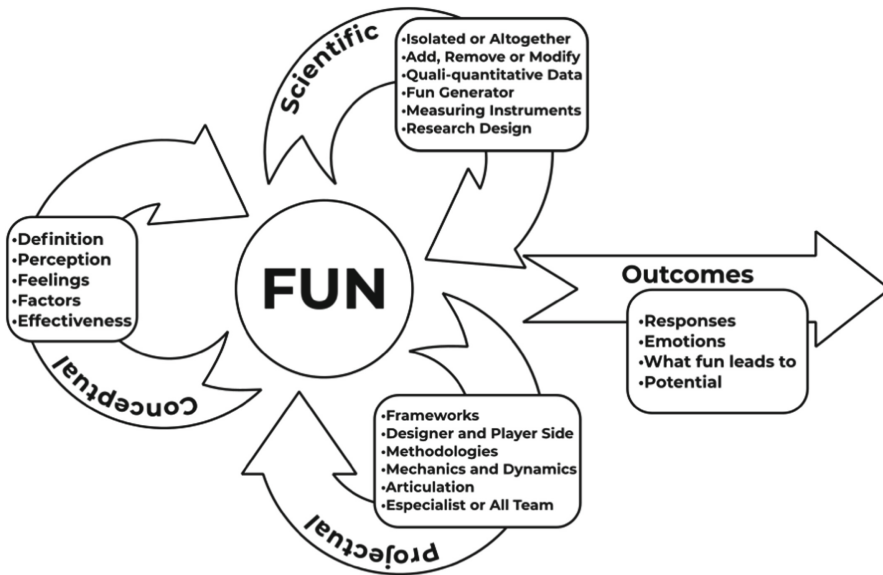 Scientific
•Isolated or Altogether
•Add, Remove or Modify
•Quali-quantitative Data
•Fun Generator
•Measuring Instruments
•Research Design
•Definition
•Perception
•Feelings
•Factors
•Effectiveness
Conceptual
FUN
Outcomes
•Responses
•Emotions
•What fun leads to
•Potential
•Frameworks
•Designer and Player Side
•Methodologies
•Mechanics and Dynamics
•Articulation
•Especialist or All Team
Projectual